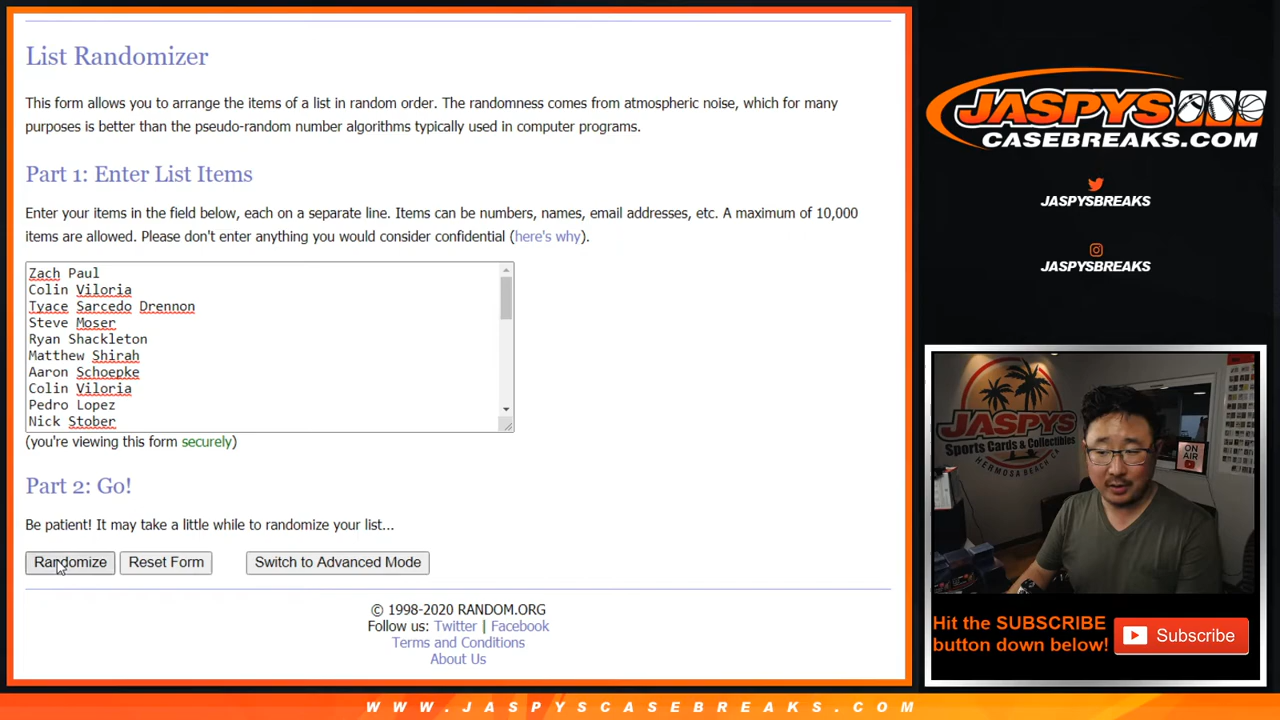 List Randomizer
This form allows you to arrange the items of a list in random order. The randomness comes from atmospheric noise, which for many
purposes is better than the pseudo-random number algorithms typically used in computer programs.
Part 1: Enter List Items
Enter your items in the field below, each on a separate line. Items can be numbers, names, email addresses, etc. A maximum of 10,000
items are allowed. Please don't enter anything you would consider confidential (here's why).
Zach Paul
Colin Viloria
Tyace Sarcedo Drennon
Steve Moser
Ryan Shackleton
Matthew Shirah
Aaron Schoepke
Colin Viloria
Pedro Lopez
Nick Stober
(you're viewing this form securely)
Part 2: Go!
Be patient! It may take a little while to randomize your list...
Randomize
Reset Form
Switch to Advanced Mode
© 1998-2020 RANDOM.ORG
Follow us: Twitter | Facebook
Terms and Conditions
About Us
JASPYS
CASEBREAKS.COM
JASPYSBREAKS
JASPYSBREAKS
JASPYS
Sports Cards & Collectibles
HERMOSA BEACH CA
ON
AIR
Hit the SUBSCRIBE
button down below!
Subscribe
WWW.JASPYSCASEBREAKS.COM